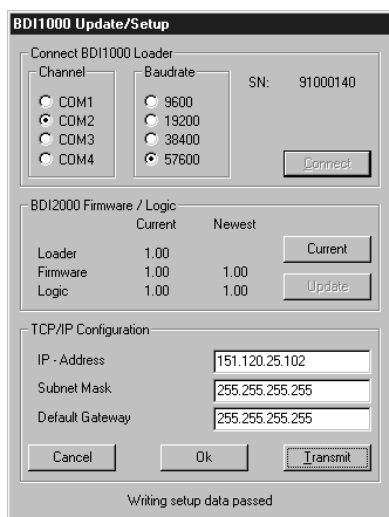 BDI1000 Update/Setup
Connect BDI1000 Loader
Channel
Baudrate
SN: 91000140
COM1
COM2
COM3
COM4
9600
19200
38400
57600
Connect
BDI2000 Firmware / Logic
Current Newest
Loader 1.00
Firmware 1.00 1.00
Logic 1.00 1.00
Current
Update
TCP/IP Configuration
IP - Address 151.120.25.102
Subnet Mask 255.255.255.255
Default Gateway 255.255.255.255
Cancel Ok Transmit
Writing setup data passed